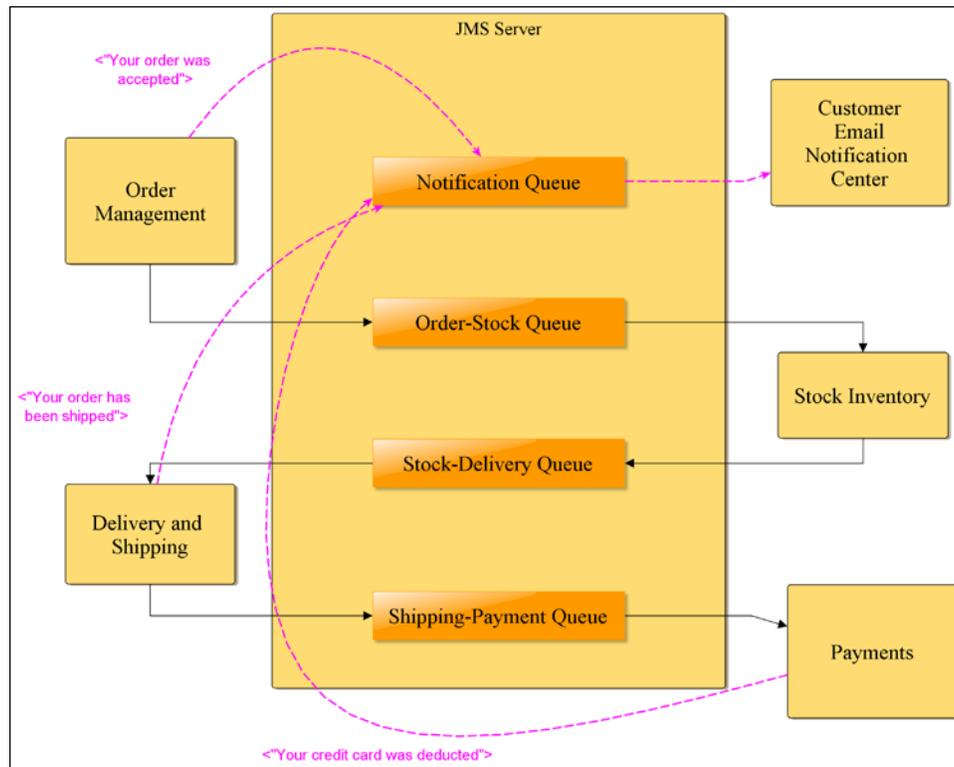 JMS Server
<"Your order was
accepted">
Customer
Email
Notification
Center
Order
Management
Notification Queue
Order-Stock Queue
<"Your order has
been shipped">
Stock Inventory
Stock-Delivery Queue
Delivery and
Shipping
Shipping-Payment Queue
Payments
<"Your credit card was deducted">